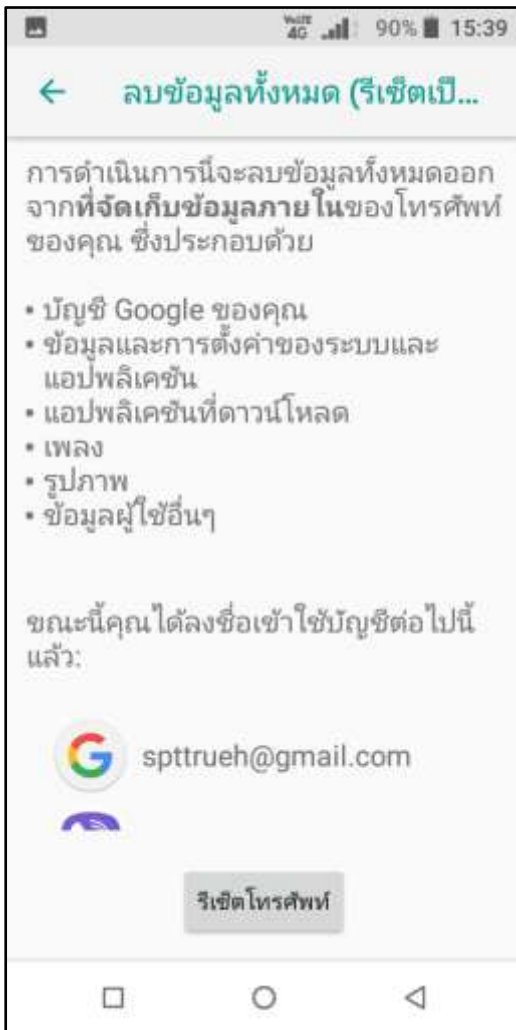 VoLTE 4G 90% 15:39
ลบข้อมูลทั้งหมด (รีเซ็ตเป็...
การดำเนินการนี้จะลบข้อมูลทั้งหมดออก
จากที่จัดเก็บข้อมูลภายในของโทรศัพท์
ของคุณ ซึ่งประกอบด้วย
• บัญชี Google ของคุณ
• ข้อมูลและการตั้งค่าของระบบและ
แอปพลิเคชัน
• แอปพลิเคชันที่ดาวน์โหลด
• เพลง
• รูปภาพ
• ข้อมูลผู้ใช้อื่นๆ
ขณะนี้คุณได้ลงชื่อเข้าใช้บัญชีต่อไปนี้
แล้ว:
spttrueh@gmail.com
รีเซ็ตโทรศัพท์